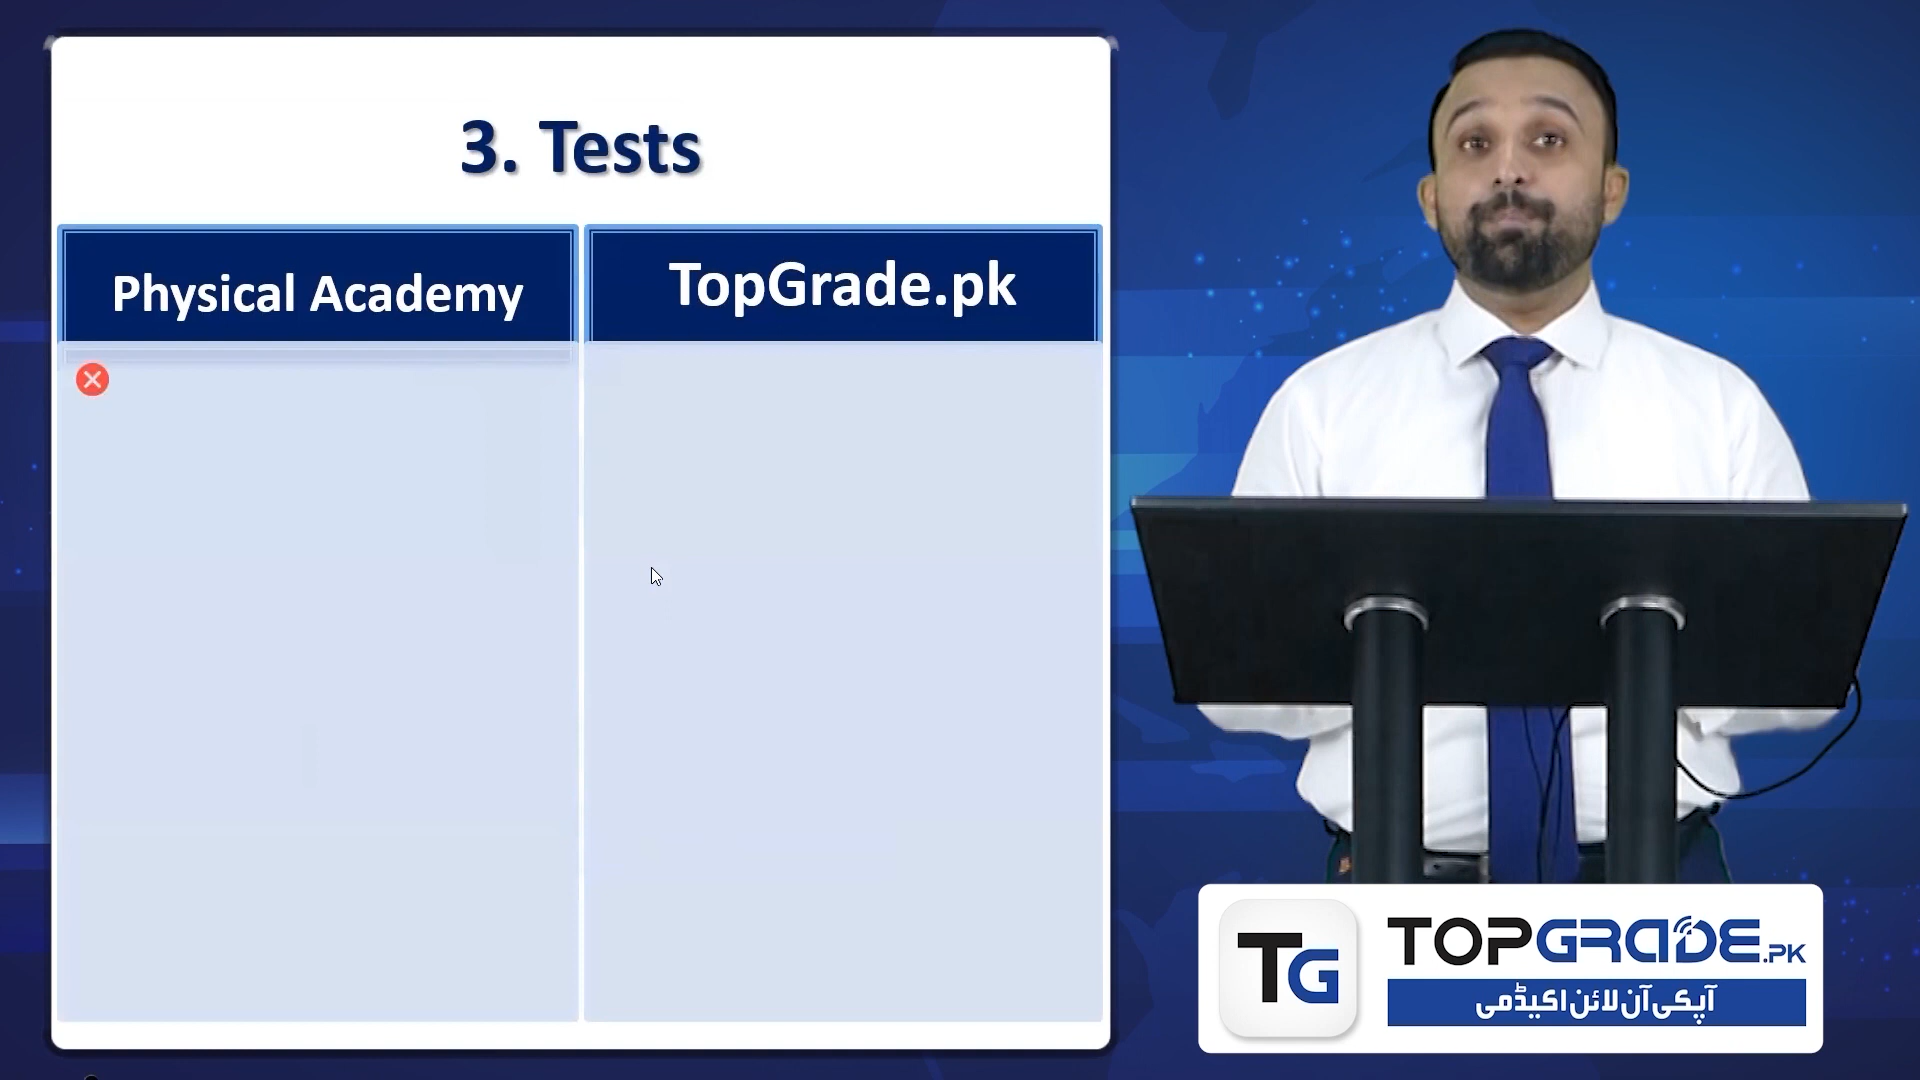 3. Tests
Physical Academy
TopGrade.pk
TG
TOPGRADE.PK
آپکی آن لائن اکیڈمی